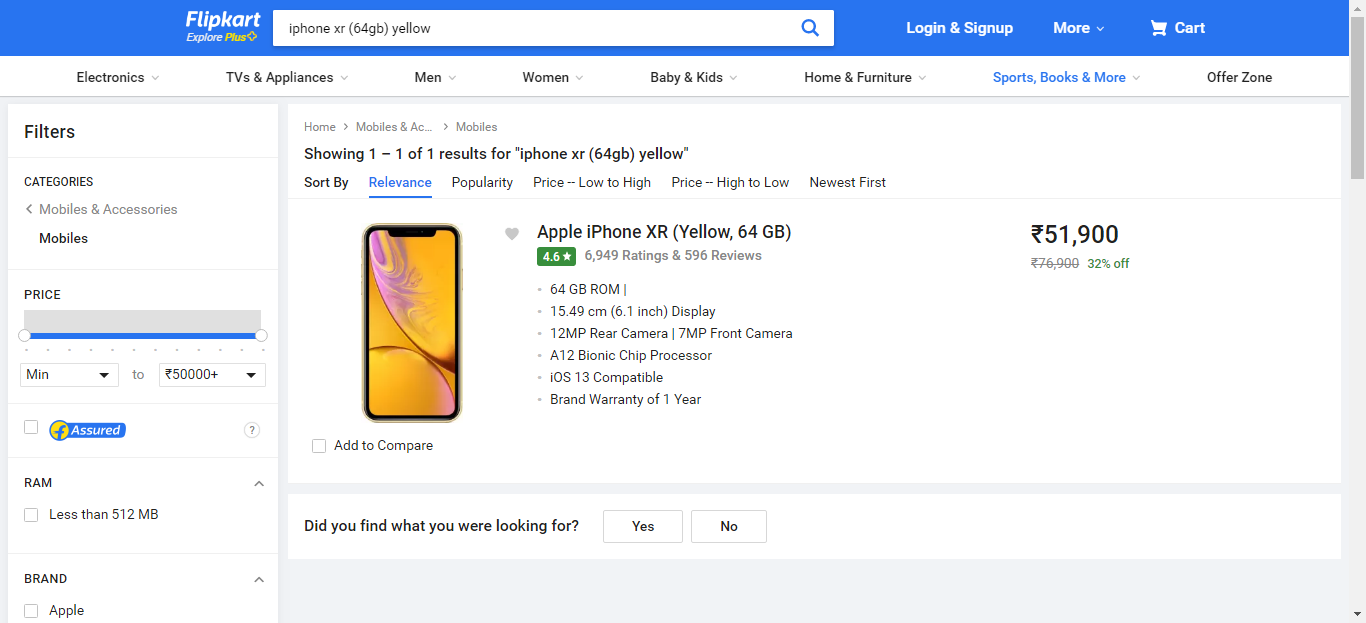 Flipkart
Explore Plus
iphone xr (64gb) yellow
Login & Signup
More
Cart
Electronics
TVs & Appliances
Men
Women
Baby & Kids
Home & Furniture
Sports, Books & More
Offer Zone
Filters
CATEGORIES
Mobiles & Accessories
Mobiles
PRICE
Min
to
₹50000+
Assured
?
RAM
Less than 512 MB
BRAND
Apple
Home
Mobiles & Ac...
Mobiles
Showing 1 – 1 of 1 results for "iphone xr (64gb) yellow"
Sort By
Relevance
Popularity
Price -- Low to High
Price -- High to Low
Newest First
Apple iPhone XR (Yellow, 64 GB)
4.6 ★
6,949 Ratings & 596 Reviews
64 GB ROM |
15.49 cm (6.1 inch) Display
12MP Rear Camera | 7MP Front Camera
A12 Bionic Chip Processor
iOS 13 Compatible
Brand Warranty of 1 Year
₹51,900
₹76,900 32% off
Add to Compare
Did you find what you were looking for?
Yes
No